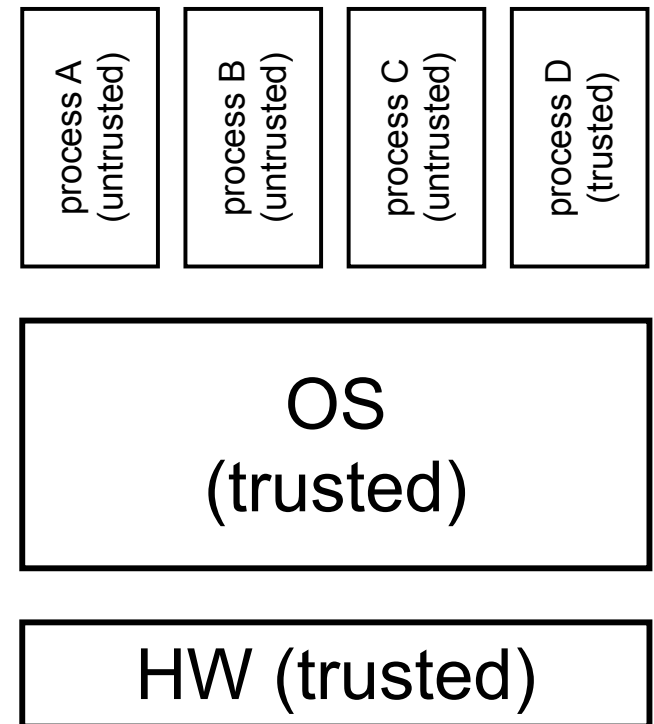 process A
(untrusted)
process B
(untrusted)
process C
(untrusted)
process D
(trusted)
OS
(trusted)
HW (trusted)